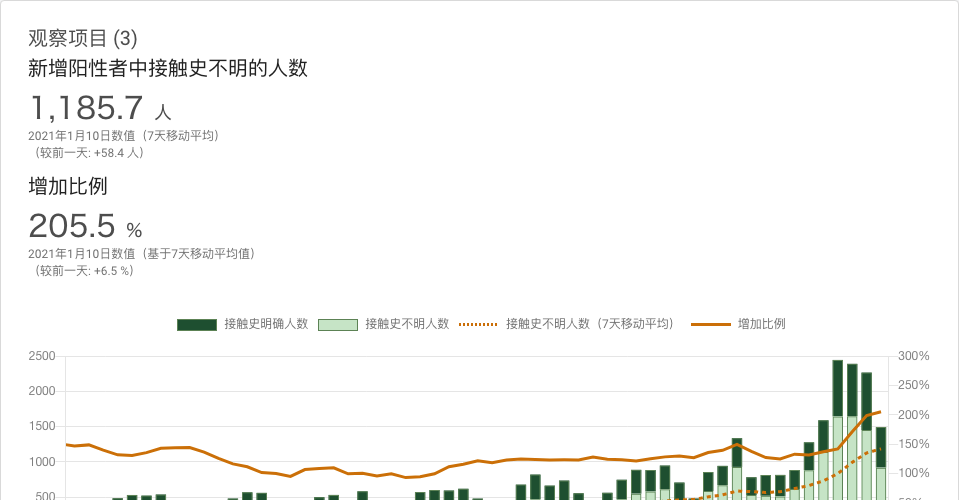 观察项目 (3)
新增阳性者中接触史不明的人数
1,185.7 人
2021年1月10日数值（7天移动平均）
（较前一天: +58.4 人）
增加比例
205.5 %
2021年1月10日数值（基于7天移动平均值）
（较前一天: +6.5 %）
接触史明确人数 接触史不明人数 接触史不明人数（7天移动平均） 增加比例
2500 300%
250%
2000
200%
1500
150%
1000
100%
500
50%